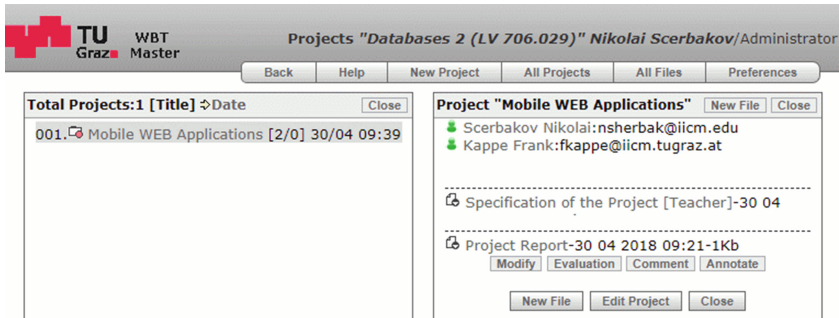 TU Graz WBT Master
Projects "Databases 2 (LV 706.029)" Nikolai Scerbakov/Administrator
Back Help New Project All Projects All Files Preferences
Total Projects:1 [Title] Date Close
001. Mobile WEB Applications [2/0] 30/04 09:39
Project "Mobile WEB Applications" New File Close
Scerbakov Nikolai:nsherbak@iicm.edu
Kappe Frank:fkappe@iicm.tugraz.at
Specification of the Project [Teacher]-30 04
Project Report-30 04 2018 09:21-1Kb
Modify Evaluation Comment Annotate
New File Edit Project Close